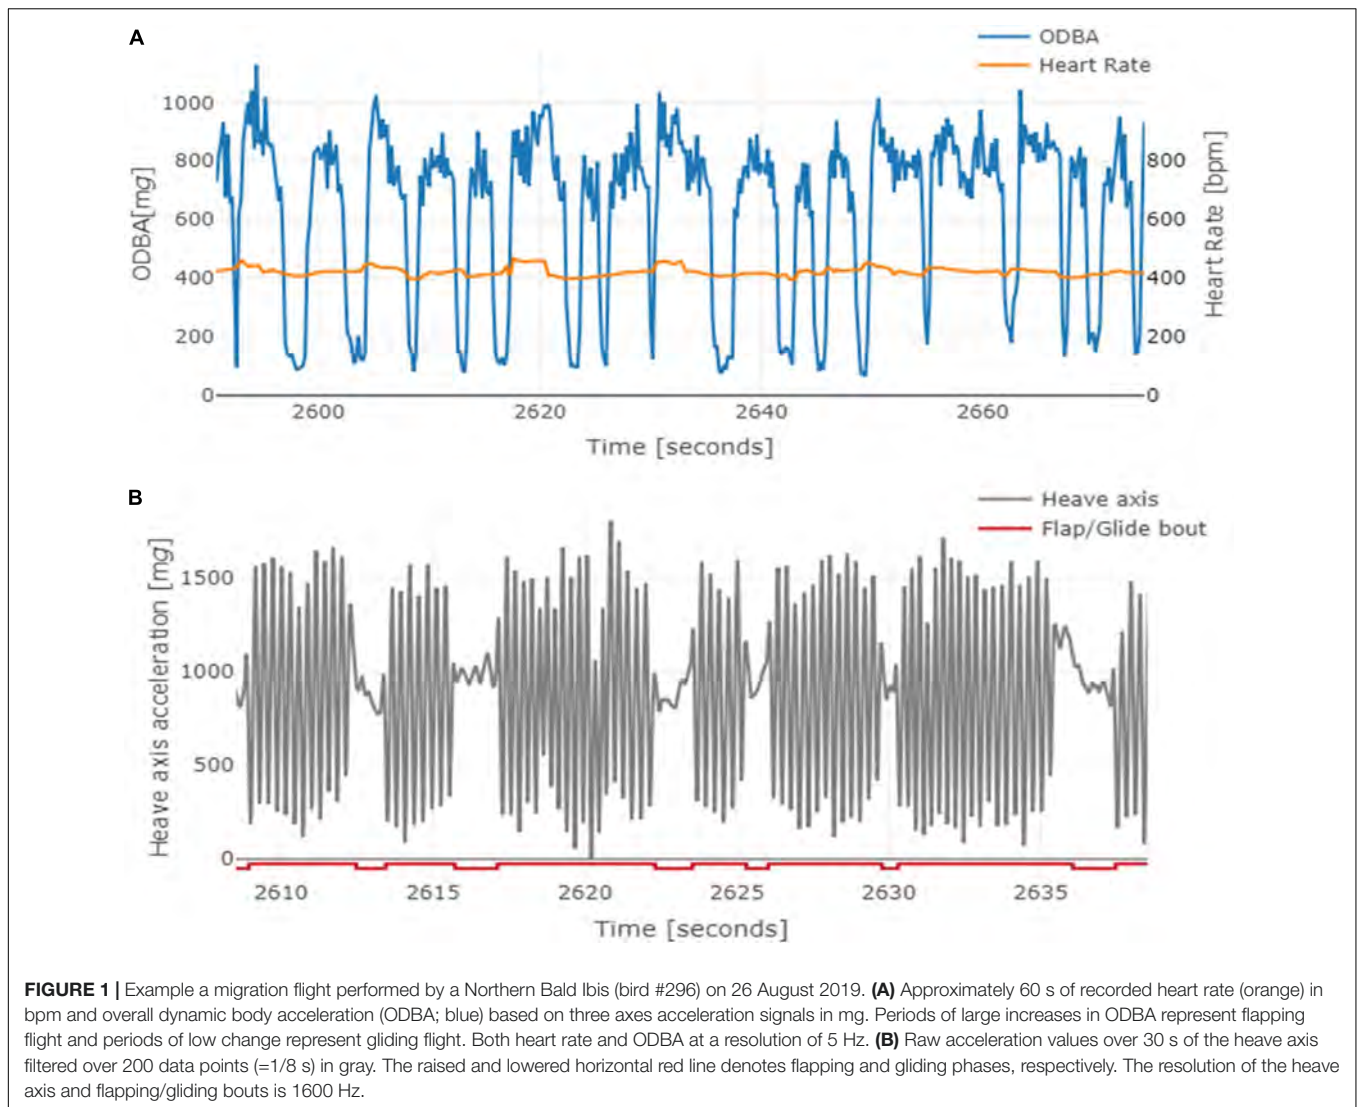 A
ODBA
Heart Rate
1000
800
600
400
200
0
ODBA[mg]
800
600
400
200
0
Heart Rate [bpm]
2600 2620 2640 2660
Time [seconds]
B
Heave axis
Flap/Glide bout
1500
1000
500
0
Heave axis acceleration [mg]
2610 2615 2620 2625 2630 2635
Time [seconds]
FIGURE 1 | Example a migration flight performed by a Northern Bald Ibis (bird #296) on 26 August 2019. (A) Approximately 60 s of recorded heart rate (orange) in
bpm and overall dynamic body acceleration (ODBA; blue) based on three axes acceleration signals in mg. Periods of large increases in ODBA represent flapping
flight and periods of low change represent gliding flight. Both heart rate and ODBA at a resolution of 5 Hz. (B) Raw acceleration values over 30 s of the heave axis
filtered over 200 data points (=1/8 s) in gray. The raised and lowered horizontal red line denotes flapping and gliding phases, respectively. The resolution of the heave
axis and flapping/gliding bouts is 1600 Hz.